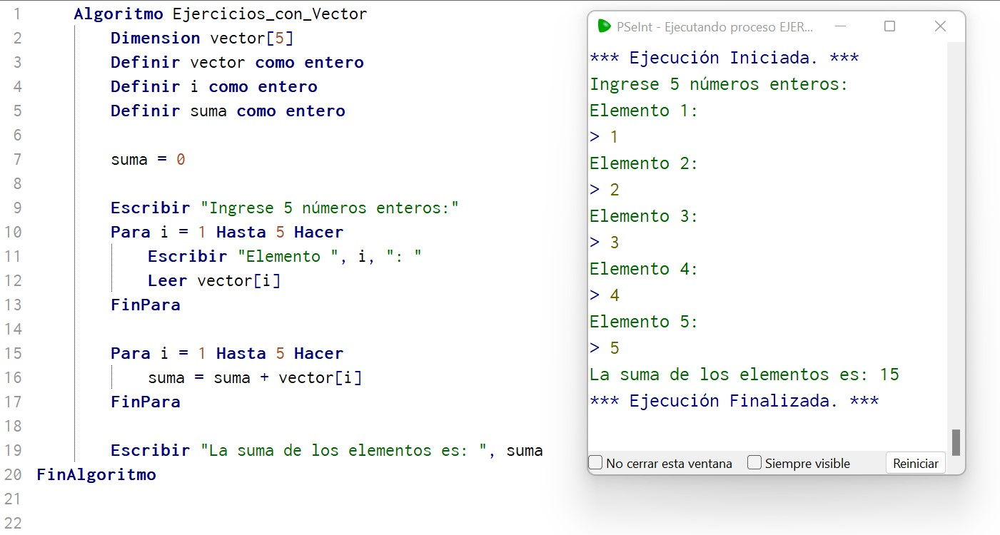 1 Algoritmo Ejercicios_con_Vector
2 Dimension vector[5]
3 Definir vector como entero
4 Definir i como entero
5 Definir suma como entero
6
7 suma = 0
8
9 Escribir "Ingrese 5 números enteros:"
10 Para i = 1 Hasta 5 Hacer
11 Escribir "Elemento ", i, ": "
12 Leer vector[i]
13 FinPara
14
15 Para i = 1 Hasta 5 Hacer
16 suma = suma + vector[i]
17 FinPara
18
19 Escribir "La suma de los elementos es: ", suma
20 FinAlgoritmo
21
22
PSeInt - Ejecutando proceso EJER...
*** Ejecución Iniciada. ***
Ingrese 5 números enteros:
Elemento 1:
> 1
Elemento 2:
> 2
Elemento 3:
> 3
Elemento 4:
> 4
Elemento 5:
> 5
La suma de los elementos es: 15
*** Ejecución Finalizada. ***
No cerrar esta ventana Siempre visible Reiniciar